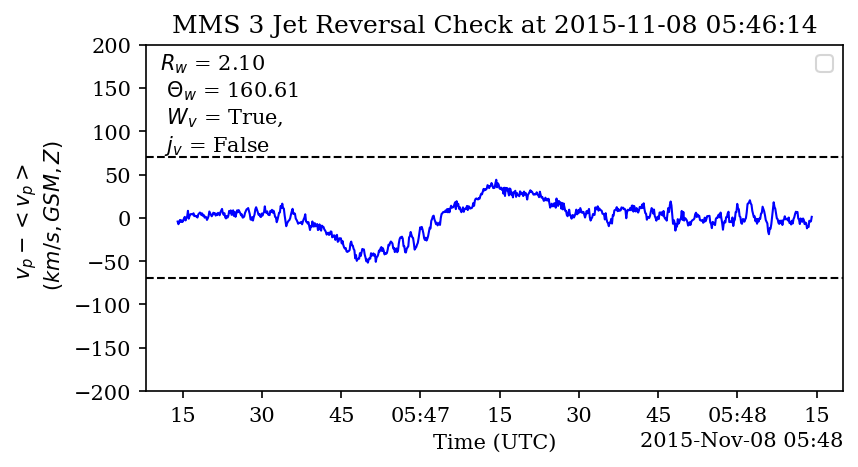 MMS 3 Jet Reversal Check at 2015-11-08 05:46:14
R_w = 2.10
Θ_w = 160.61
W_v = True,
j_v = False
v_p - < v_p >
(km/s, GSM, Z)
200
150
100
50
0
−50
−100
−150
−200
15 30 45 05:47 15 30 45 05:48 15
Time (UTC)
2015-Nov-08 05:48